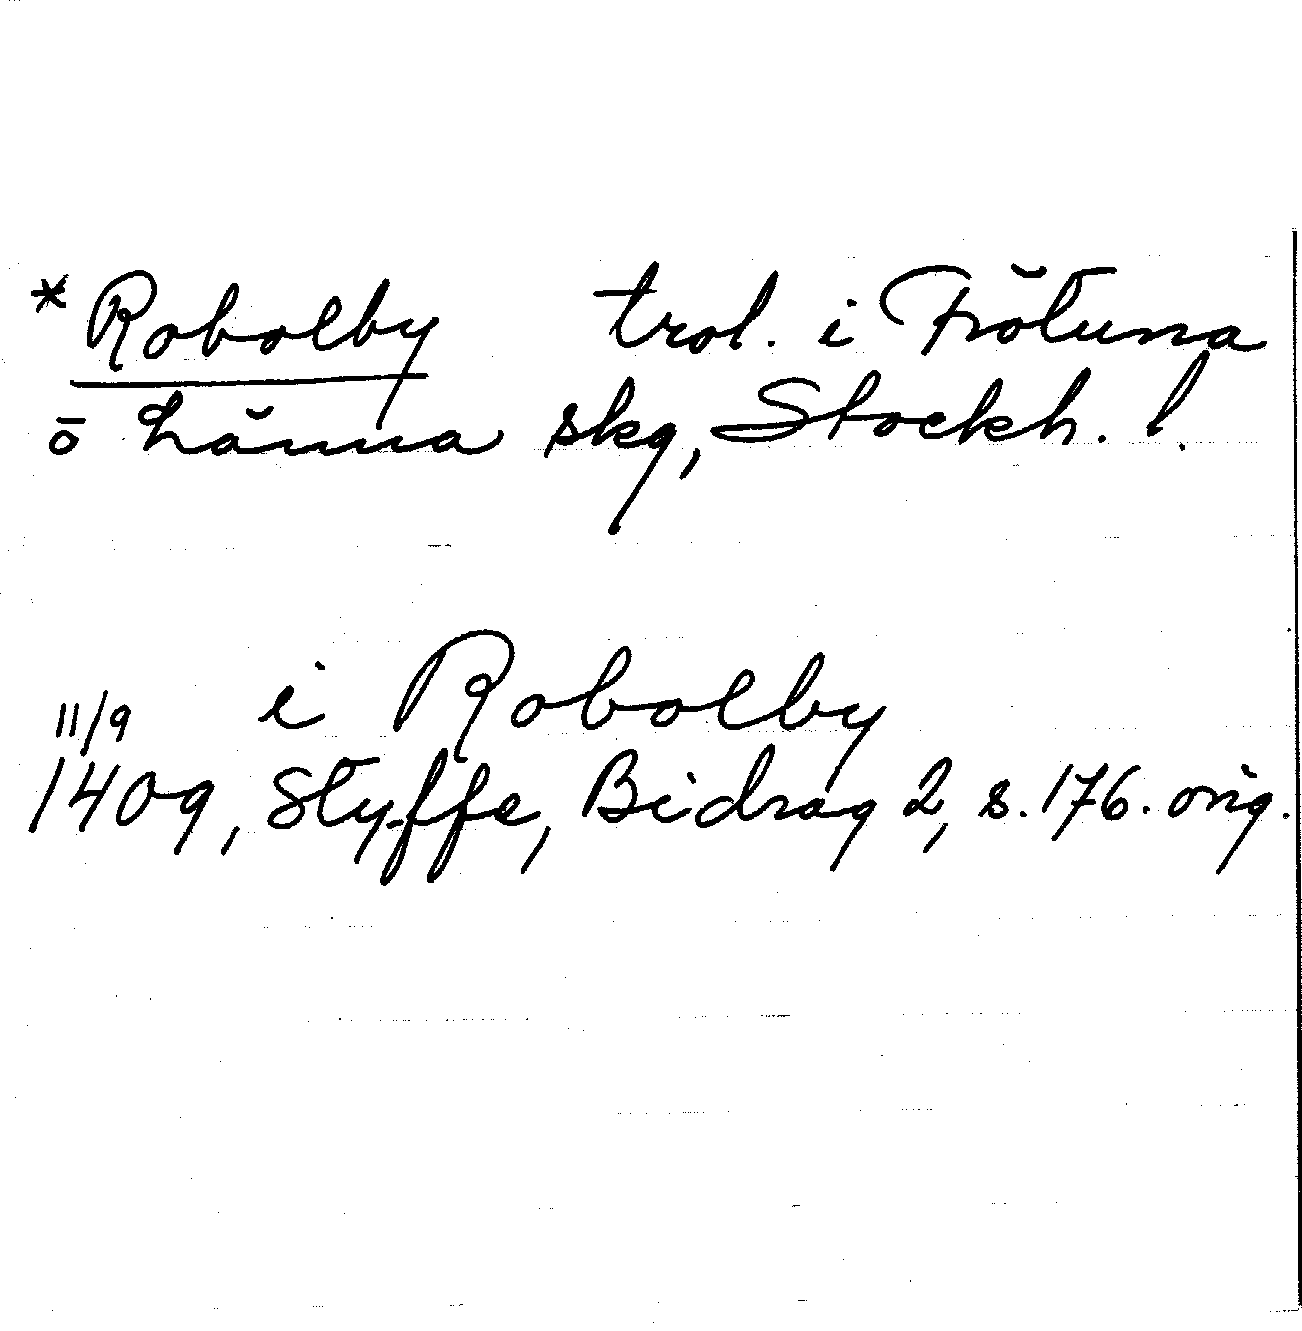 * Robolby trol. i Frötuna
o Länna skg, Stockh. l.
i Robolby
11/9
1409, Styffe, Bidrag 2, s. 176. orig.